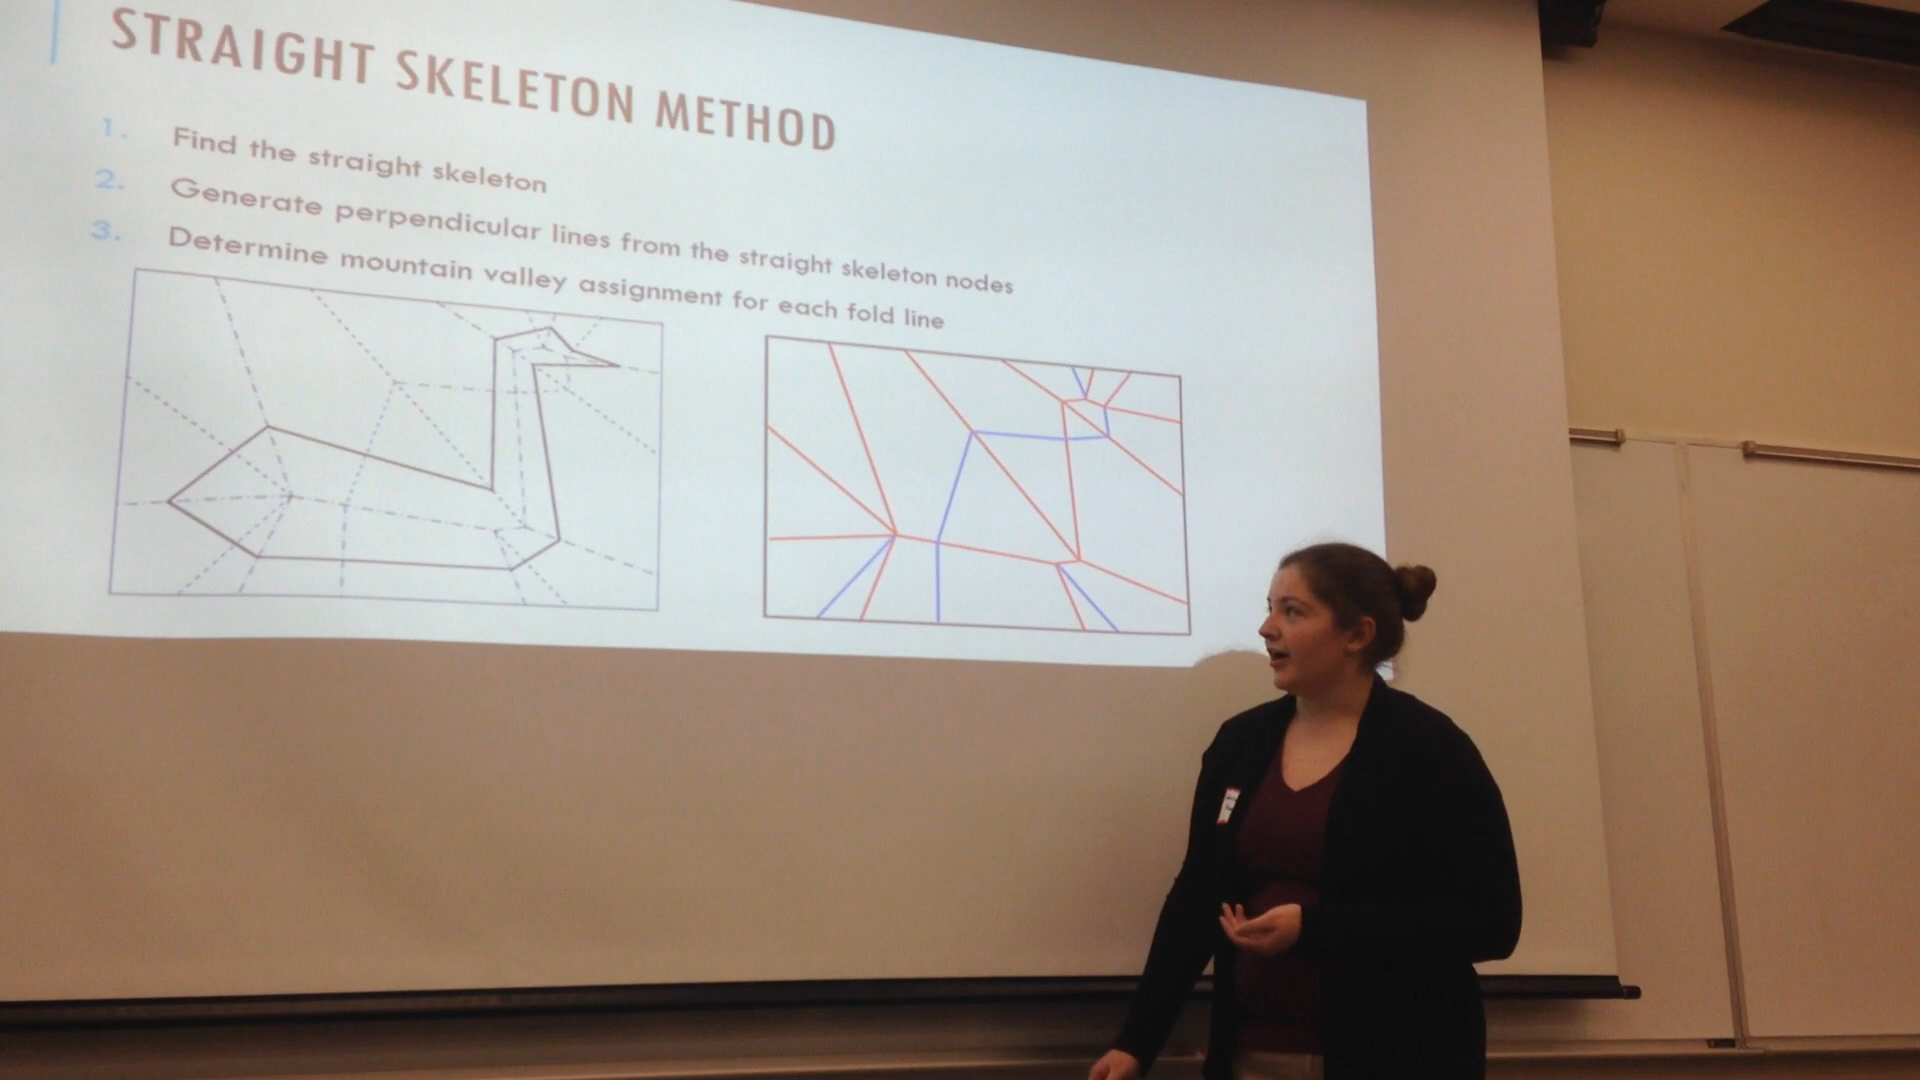 STRAIGHT SKELETON METHOD
1. Find the straight skeleton
2. Generate perpendicular lines from the straight skeleton nodes
3. Determine mountain valley assignment for each fold line